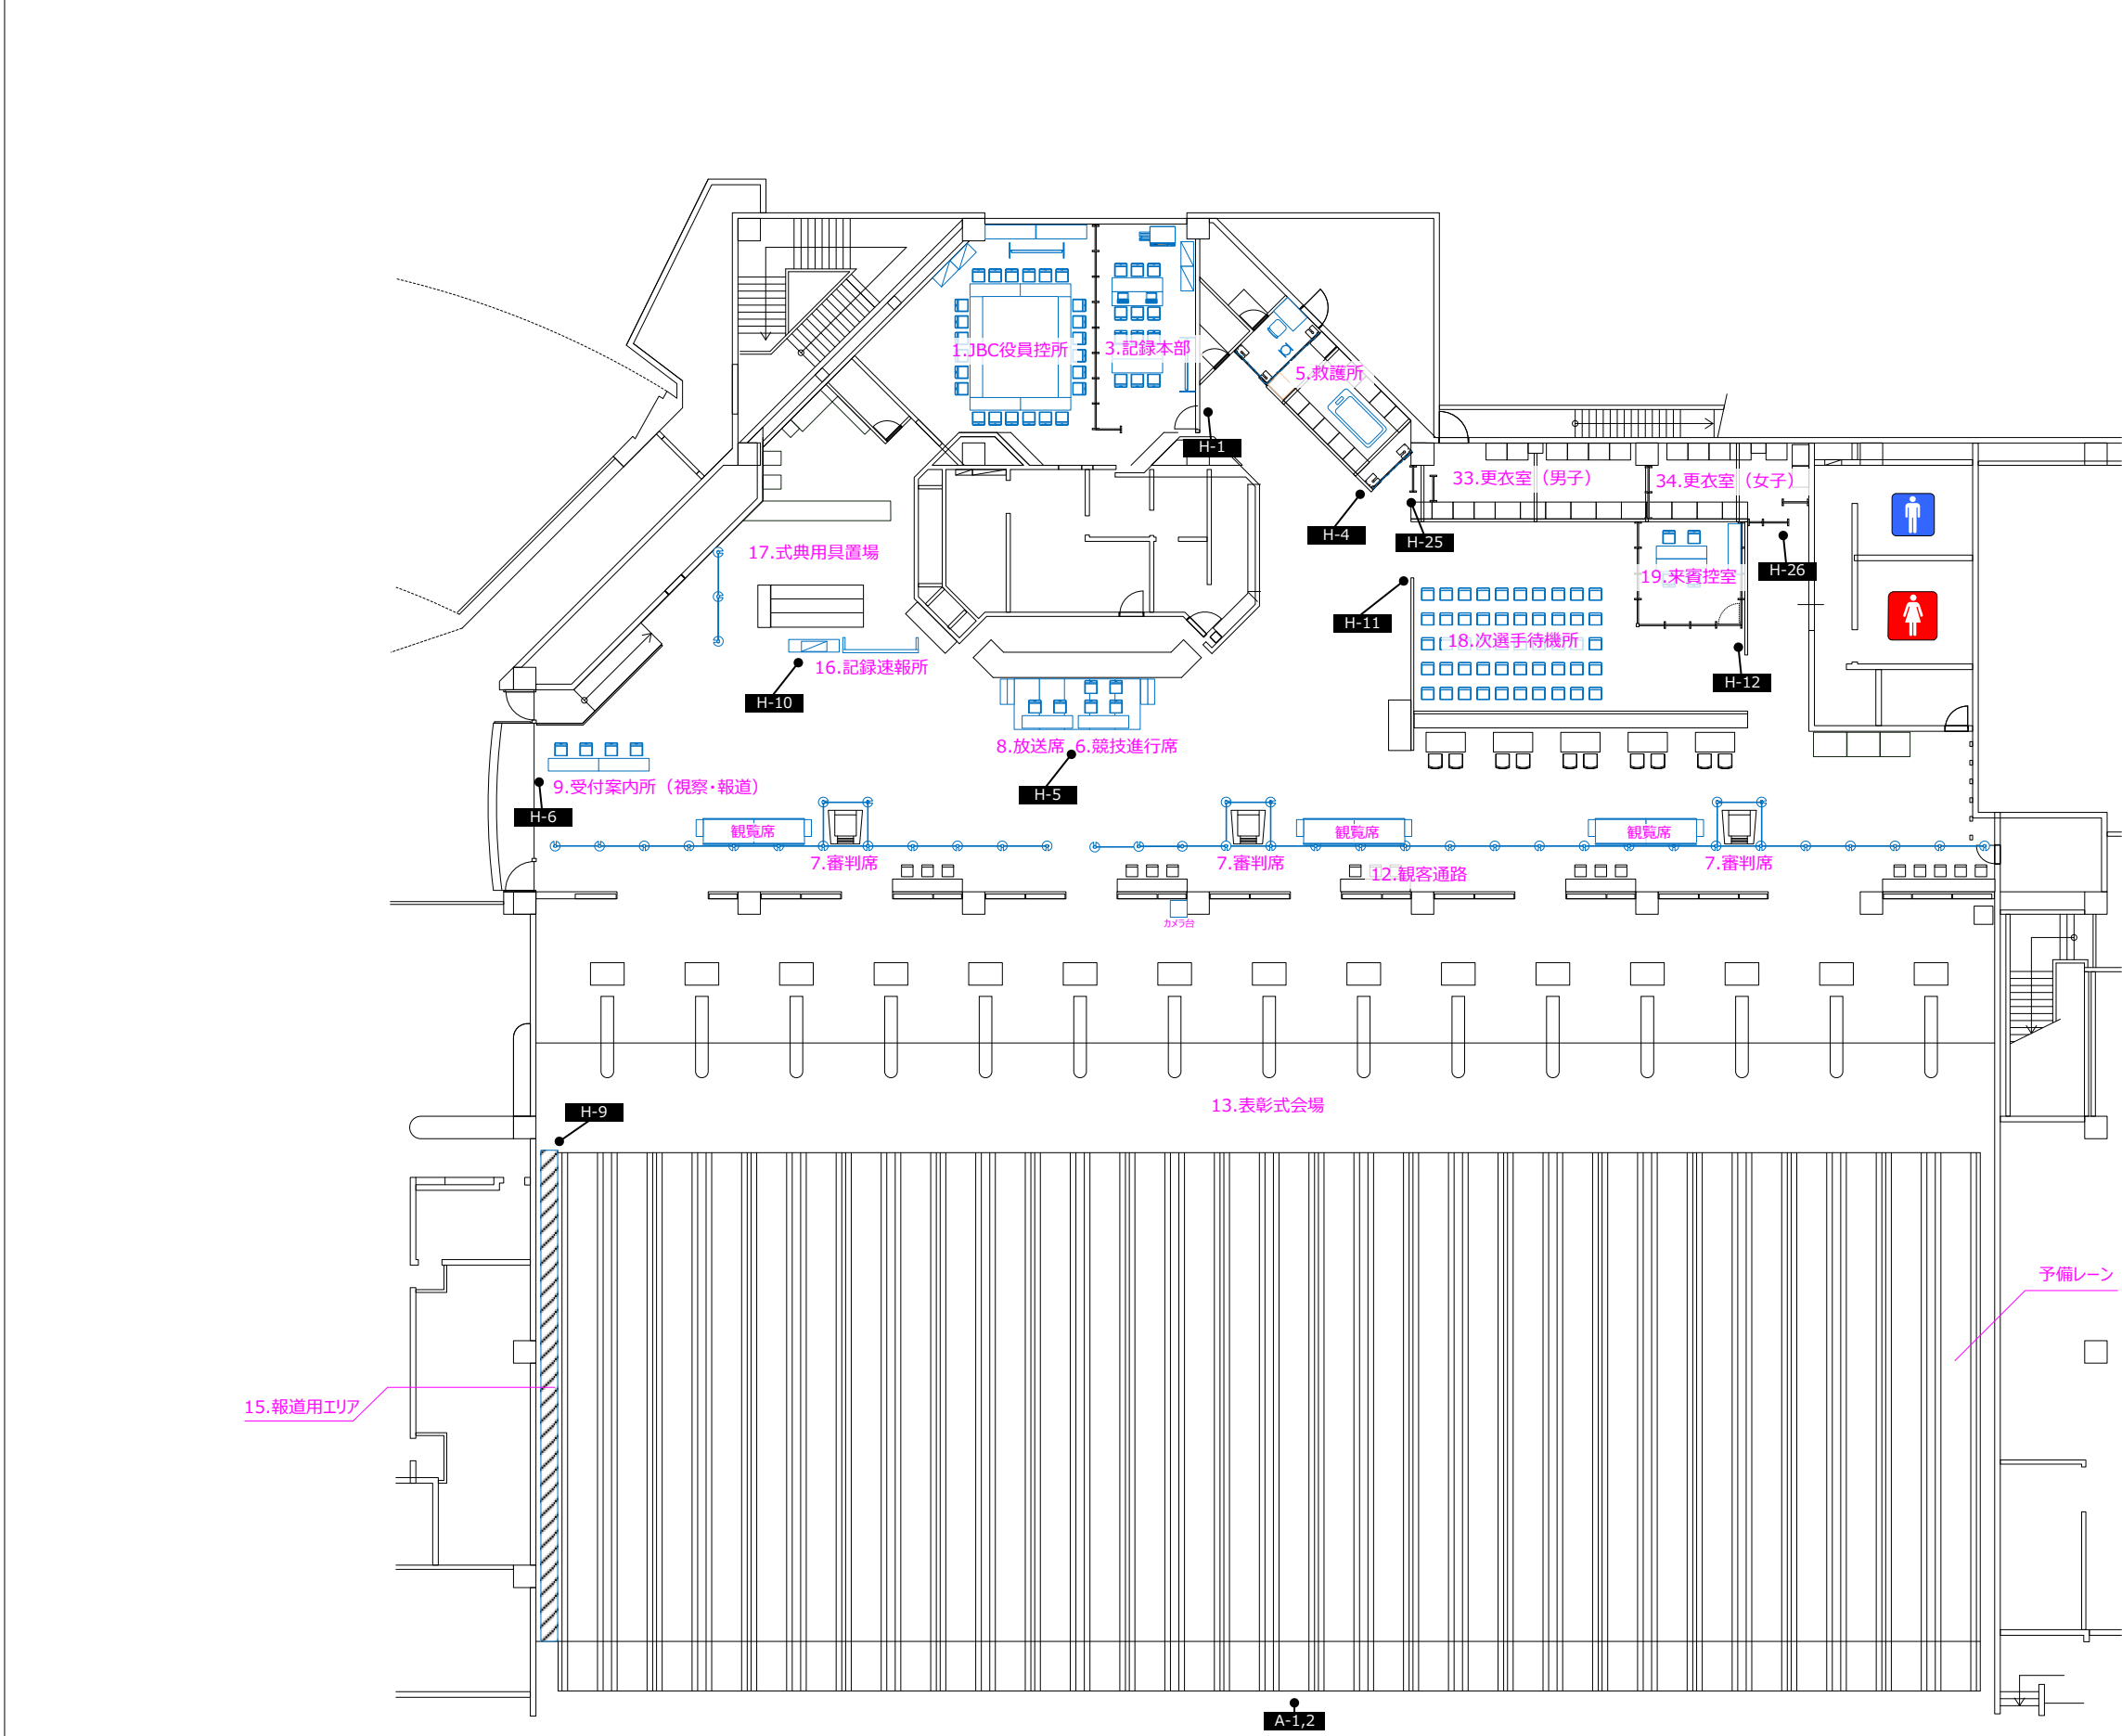 1.JBC役員控所
3.記録本部
5.救護所
H-1
33.更衣室（男子）
34.更衣室（女子）
H-4
H-25
17.式典用具置場
19.来賓控室
H-26
H-11
18.次選手待機所
16.記録速報所
H-12
H-10
8.放送席
6.競技進行席
9.受付案内所（視察・報道）
H-5
H-6
観覧席
観覧席
観覧席
7.審判席
7.審判席
7.審判席
12.観客通路
カメラ台
13.表彰式会場
H-9
予備レーン
15.報道用エリア
A-1,2